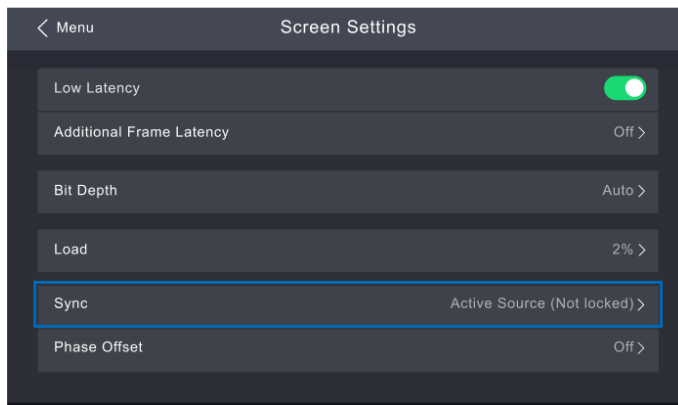 Menu
Screen Settings
Low Latency
Additional Frame Latency Off
Bit Depth Auto
Load 2%
Sync Active Source (Not locked)
Phase Offset Off